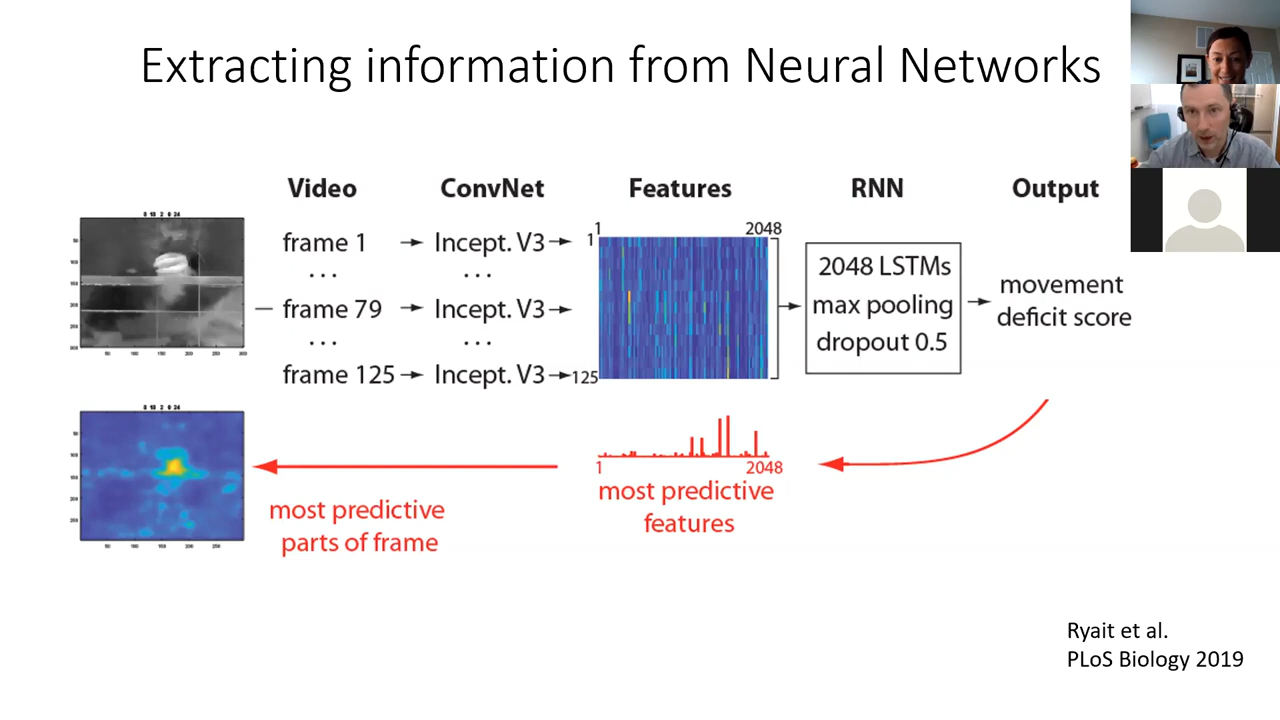 Extracting information from Neural Networks
Video ConvNet Features RNN Output
1 2048
frame 1 → Incept. V3 → 1
... ...
frame 79 → Incept. V3 →
... ...
frame 125 → Incept. V3 → 125
2048 LSTMs
max pooling
dropout 0.5
movement
deficit score
1 2048
most predictive
features
most predictive
parts of frame
Ryait et al.
PLoS Biology 2019